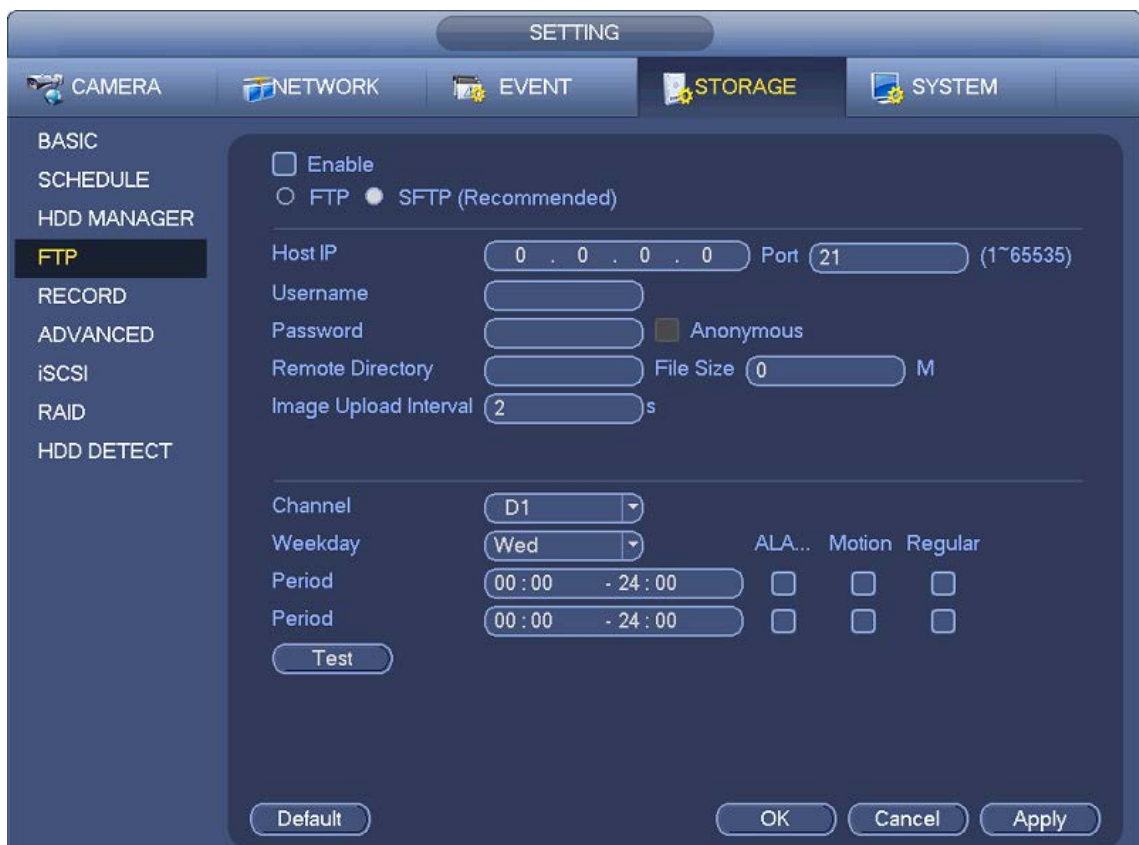 SETTING
CAMERA NETWORK EVENT STORAGE SYSTEM
BASIC
SCHEDULE
HDD MANAGER
FTP
RECORD
ADVANCED
iSCSI
RAID
HDD DETECT
Enable
FTP SFTP (Recommended)
Host IP 0 . 0 . 0 . 0 Port 21 (1~65535)
Username
Password Anonymous
Remote Directory File Size 0 M
Image Upload Interval 2 s
Channel D1
Weekday Wed ALA... Motion Regular
Period 00 : 00 - 24 : 00
Period 00 : 00 - 24 : 00
Test
Default OK Cancel Apply